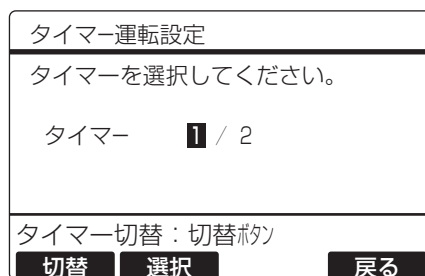 タイマー運転設定
タイマーを選択してください。
タイマー 1 / 2
タイマー切替：切替ﾎﾞﾀﾝ
切替 選択 戻る